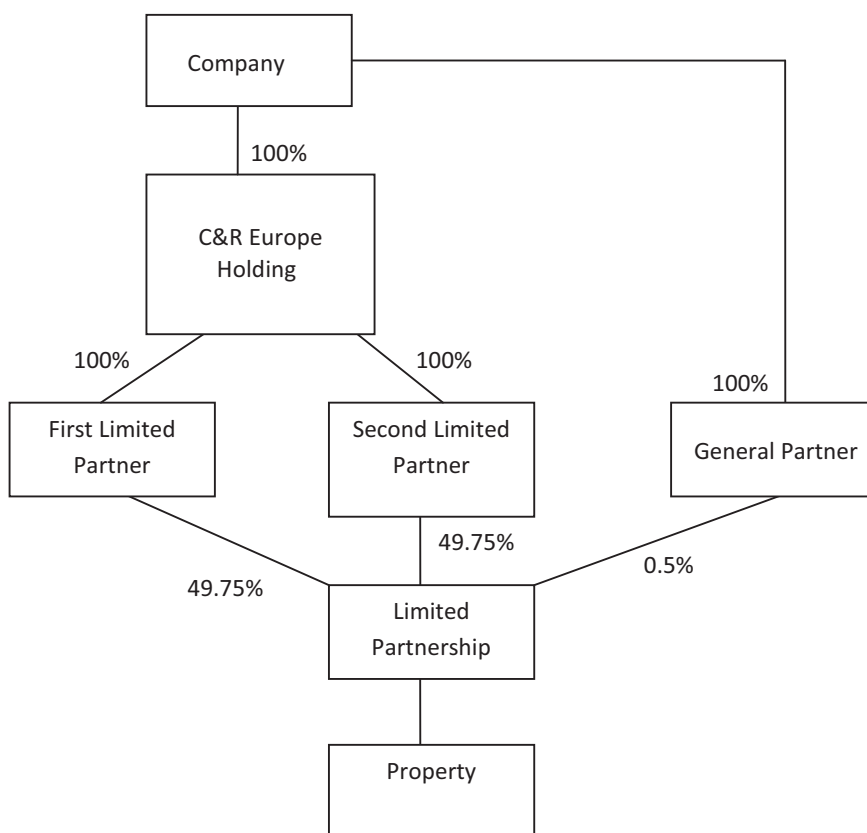 Company
100%
C&R Europe
Holding
100%
100%
100%
First Limited
Partner
Second Limited
Partner
General Partner
49.75%
49.75%
0.5%
Limited
Partnership
Property